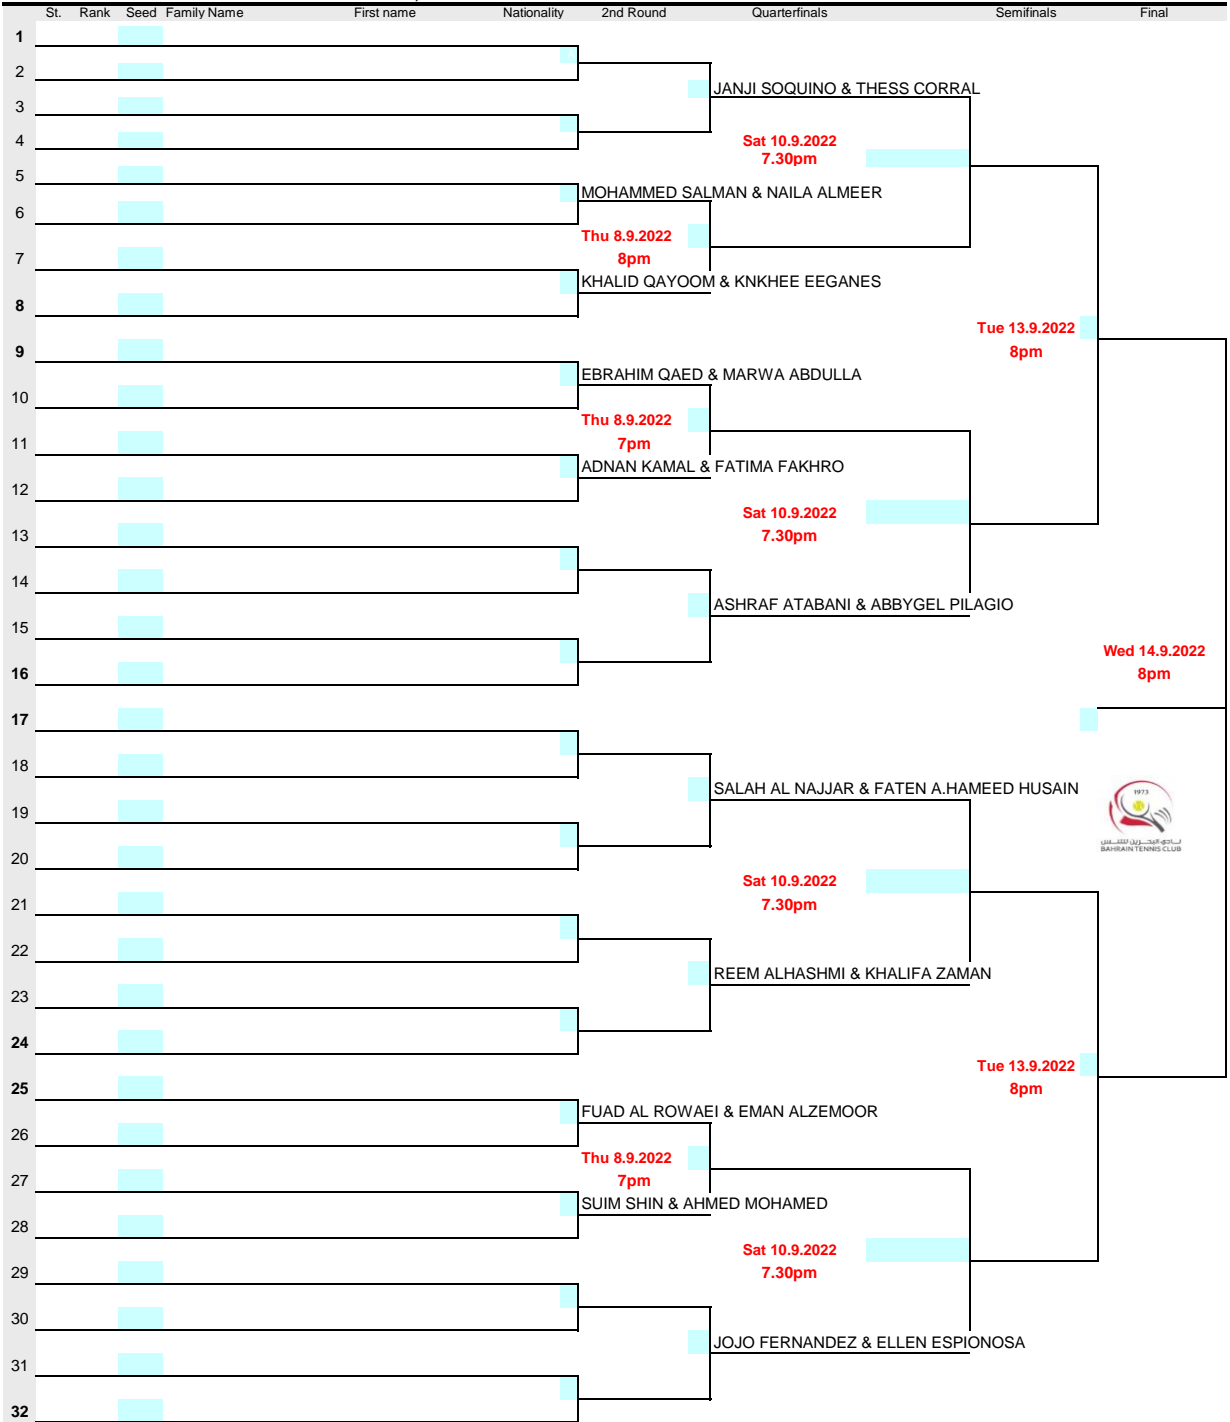 St. Rank Seed Family Name First name Nationality 2nd Round Quarterfinals Semifinals Final
1
2
JANJI SOQUINO & THESS CORRAL
3
4
Sat 10.9.2022
7.30pm
5
MOHAMMED SALMAN & NAILA ALMEER
6
Thu 8.9.2022
7
8pm
KHALID QAYOOM & KNKHEE EEGANES
8
Tue 13.9.2022
9
8pm
EBRAHIM QAED & MARWA ABDULLA
10
Thu 8.9.2022
11
7pm
ADNAN KAMAL & FATIMA FAKHRO
12
Sat 10.9.2022
13
7.30pm
14
ASHRAF ATABANI & ABBYGEL PILAGIO
15
Wed 14.9.2022
16
8pm
17
18
SALAH AL NAJJAR & FATEN A.HAMEED HUSAIN
1973
19
نادي البحرين للتنس
BAHRAIN TENNIS CLUB
20
Sat 10.9.2022
21
7.30pm
22
REEM ALHASHMI & KHALIFA ZAMAN
23
24
Tue 13.9.2022
25
8pm
FUAD AL ROWAEI & EMAN ALZEMOOR
26
Thu 8.9.2022
27
7pm
SUIM SHIN & AHMED MOHAMED
28
Sat 10.9.2022
29
7.30pm
30
JOJO FERNANDEZ & ELLEN ESPIONOSA
31
32